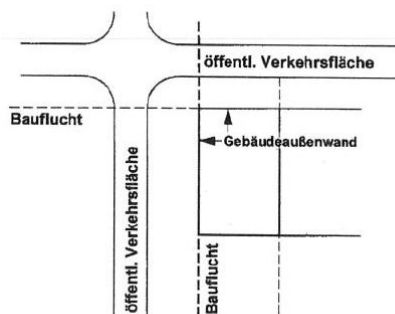 öffentl. Verkehrsfläche
Bauflucht
Gebäudeaußenwand
öffentl. Verkehrsfläche
Bauflucht